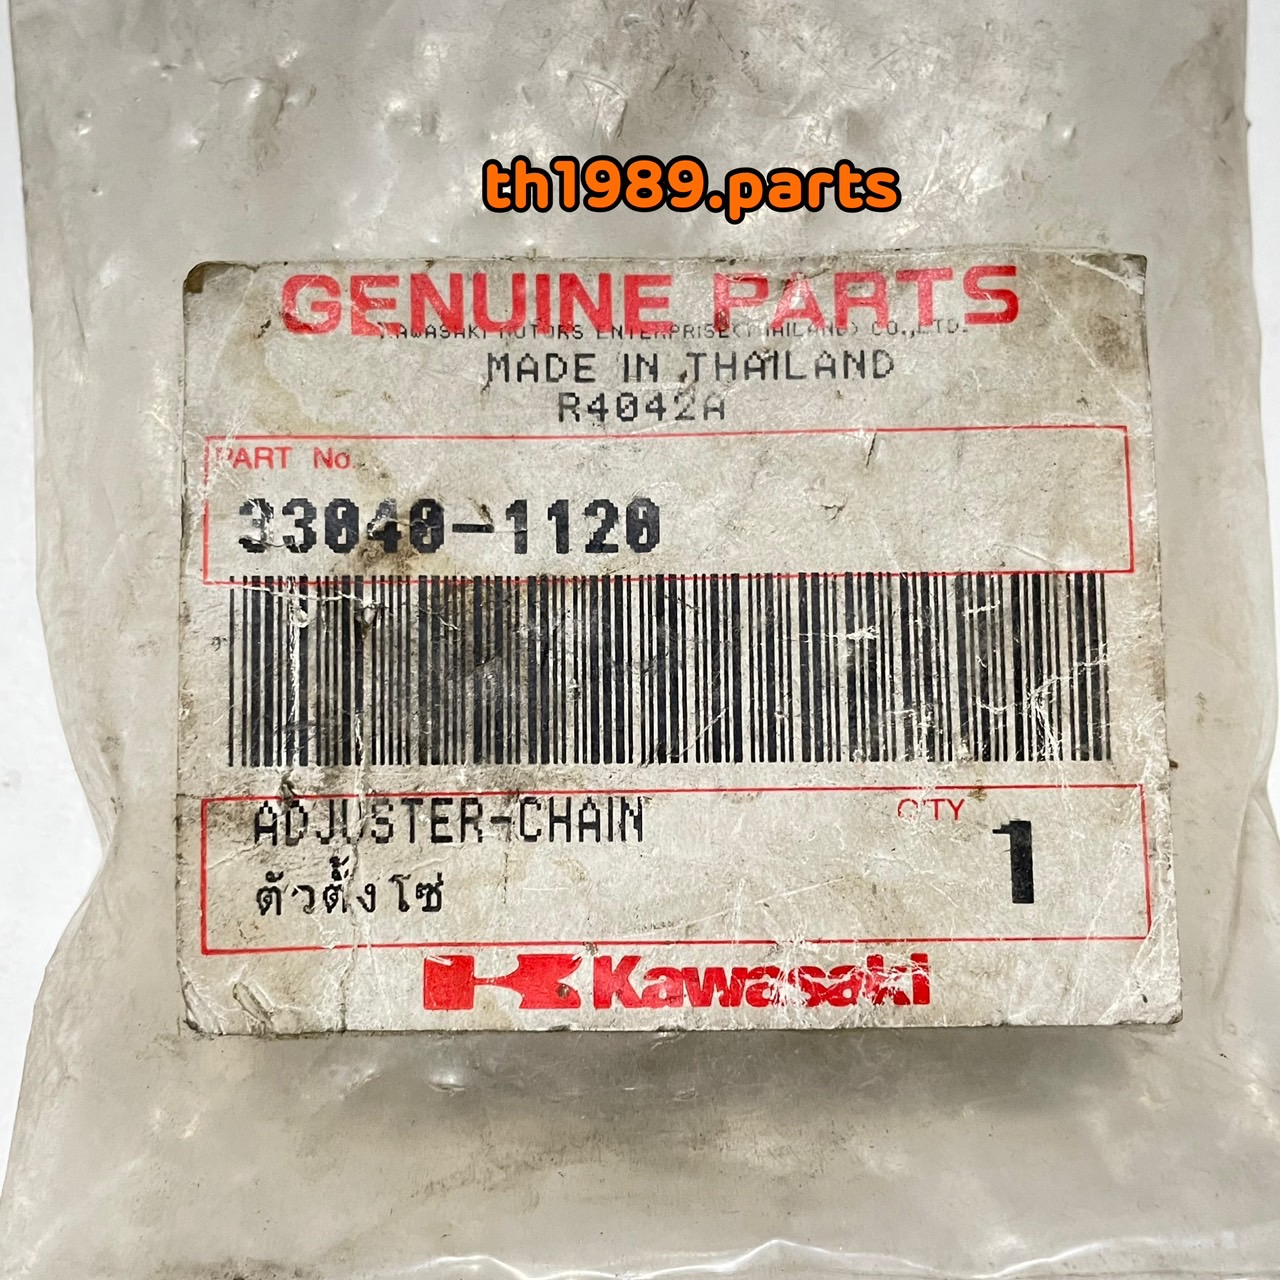 th1989.parts
GENUINE PARTS
KAWASAKI MOTORS ENTERPRISE(THAILAND) CO.,LTD.
MADE IN THAILAND
R4042A
PART No.
33040-1120
ADJUSTER-CHAIN
Q'TY
1
ตัวตั้งโซ่
Kawasaki